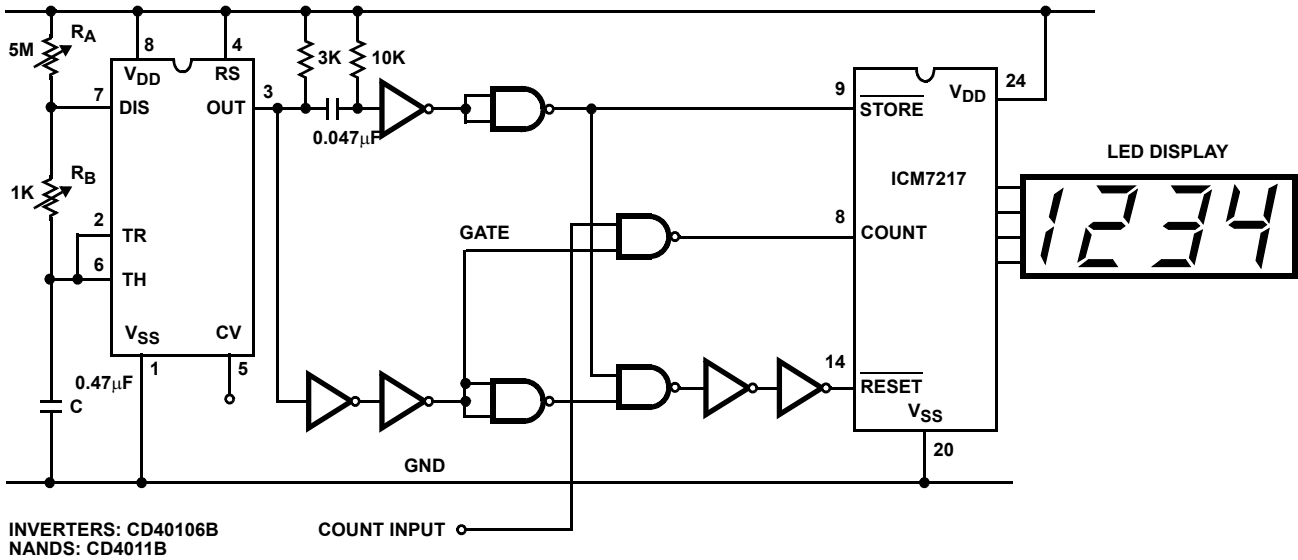 5M
RA
8
VDD
4
RS
3K
10K
7
DIS
3
OUT
0.047µF
9
STORE
VDD
24
LED DISPLAY
1K
RB
ICM7217
1234
2
TR
6
TH
GATE
8
COUNT
VSS
CV
1
5
0.47µF
C
14
RESET
VSS
20
GND
INVERTERS: CD40106B
NANDS: CD4011B
COUNT INPUT